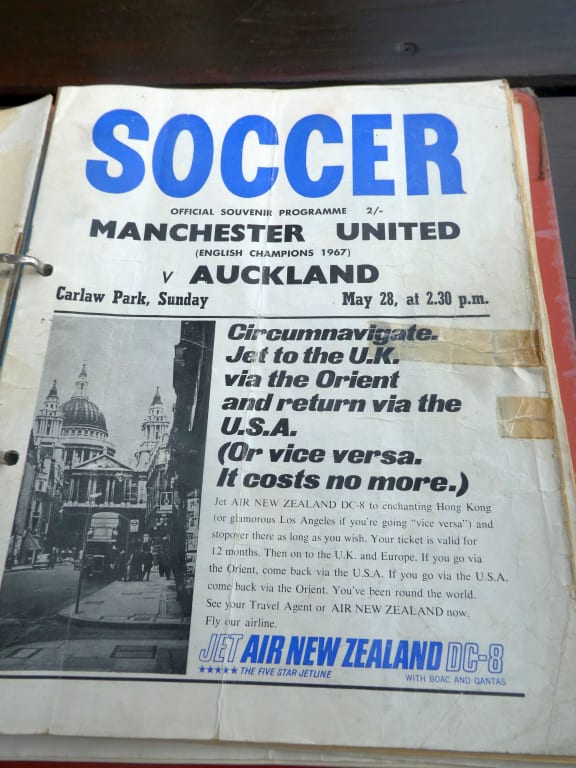 SOCCER
OFFICIAL SOUVENIR PROGRAMME 2/-
MANCHESTER UNITED
(ENGLISH CHAMPIONS 1967)
V AUCKLAND
Carlaw Park, Sunday May 28, at 2.30 p.m.
Circumnavigate.
Jet to the U.K.
via the Orient
and return via the
U.S.A.
(Or vice versa.
It costs no more.)
Jet AIR NEW ZEALAND DC-8 to enchanting Hong Kong
(or glamorous Los Angeles if you're going "vice versa") and
stopover there as long as you wish. Your ticket is valid for
12 months. Then on to the U.K. and Europe. If you go via
the Orient, come back via the U.S.A. If you go via the U.S.A.
come back via the Orient. You've been round the world.
See your Travel Agent or AIR NEW ZEALAND now.
Fly our airline.
JET AIR NEW ZEALAND DC-8
★★★★★ THE FIVE STAR JETLINE WITH BOAC AND QANTAS